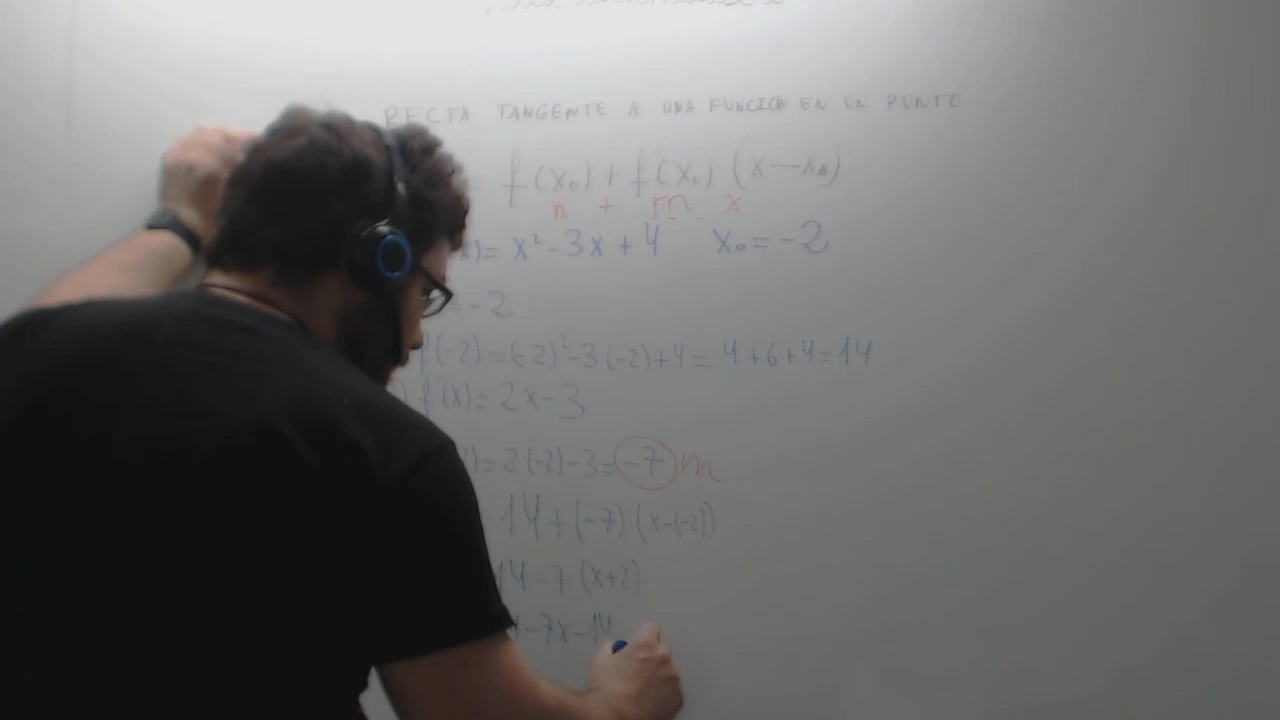 RECTA TANGENTE A UNA FUNCION EN UN PUNTO
f(x₀) + f'(x₀) (x-x₀)
n + m x
x)= x²-3x+4 x₀=-2
=-2
f(-2)=(-2)²-3(-2)+4=4+6+4=14
f'(x)=2x-3
)=2(-2)-3=-7 m
14+(-7)(x-(-2))
14-7(x+2)
-7x-14